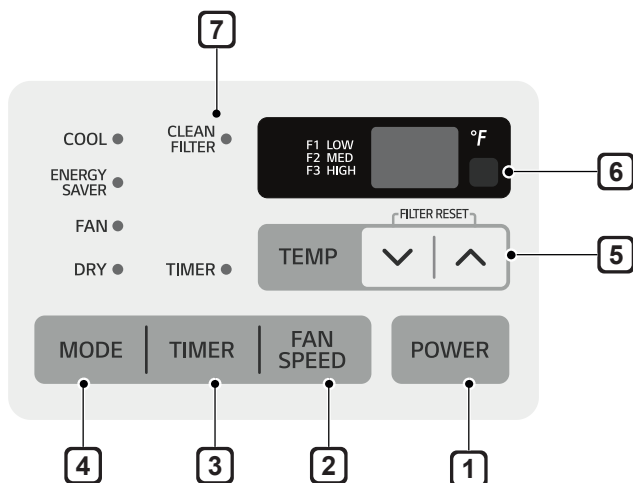 7
COOL
CLEAN
FILTER
F1 LOW
F2 MED
F3 HIGH
°F
6
ENERGY
SAVER
FAN
FILTER RESET
DRY
TIMER
TEMP
5
MODE
TIMER
FAN
SPEED
POWER
4
3
2
1